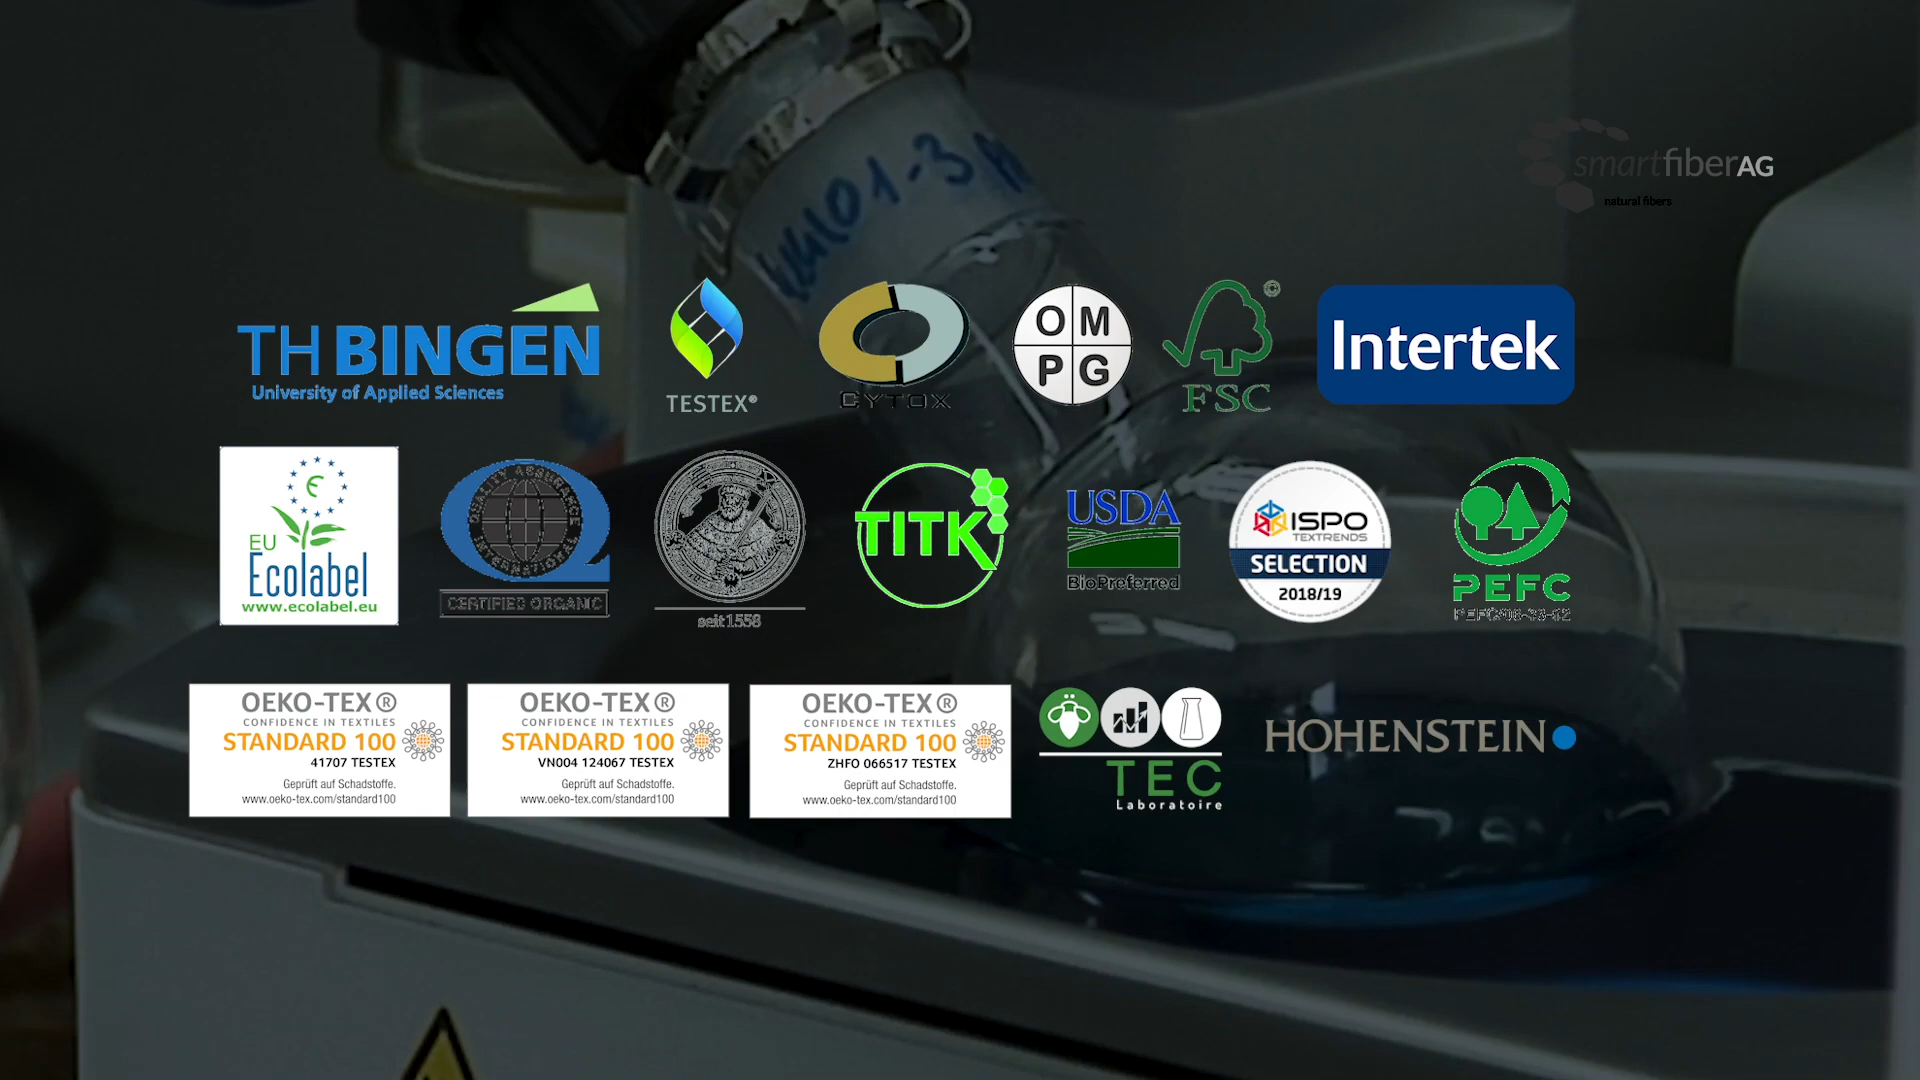 smartfiberAG
natural fibers
TH BINGEN
University of Applied Sciences
TESTEX®
CYTOX
O M
P G
FSC
Intertek
EU
Ecolabel
www.ecolabel.eu
QUALITY ASSURANCE
INTERNATIONAL
CERTIFIED ORGANIC
seit 1558
TITK
USDA
BioPreferred
ISPO
TEXTRENDS
SELECTION
2018/19
PEFC
OEKO-TEX®
CONFIDENCE IN TEXTILES
STANDARD 100
41707 TESTEX
Geprüft auf Schadstoffe.
www.oeko-tex.com/standard100
OEKO-TEX®
CONFIDENCE IN TEXTILES
STANDARD 100
VN004 124067 TESTEX
Geprüft auf Schadstoffe.
www.oeko-tex.com/standard100
OEKO-TEX®
CONFIDENCE IN TEXTILES
STANDARD 100
ZHFO 066517 TESTEX
Geprüft auf Schadstoffe.
www.oeko-tex.com/standard100
TEC
Laboratoire
HOHENSTEIN